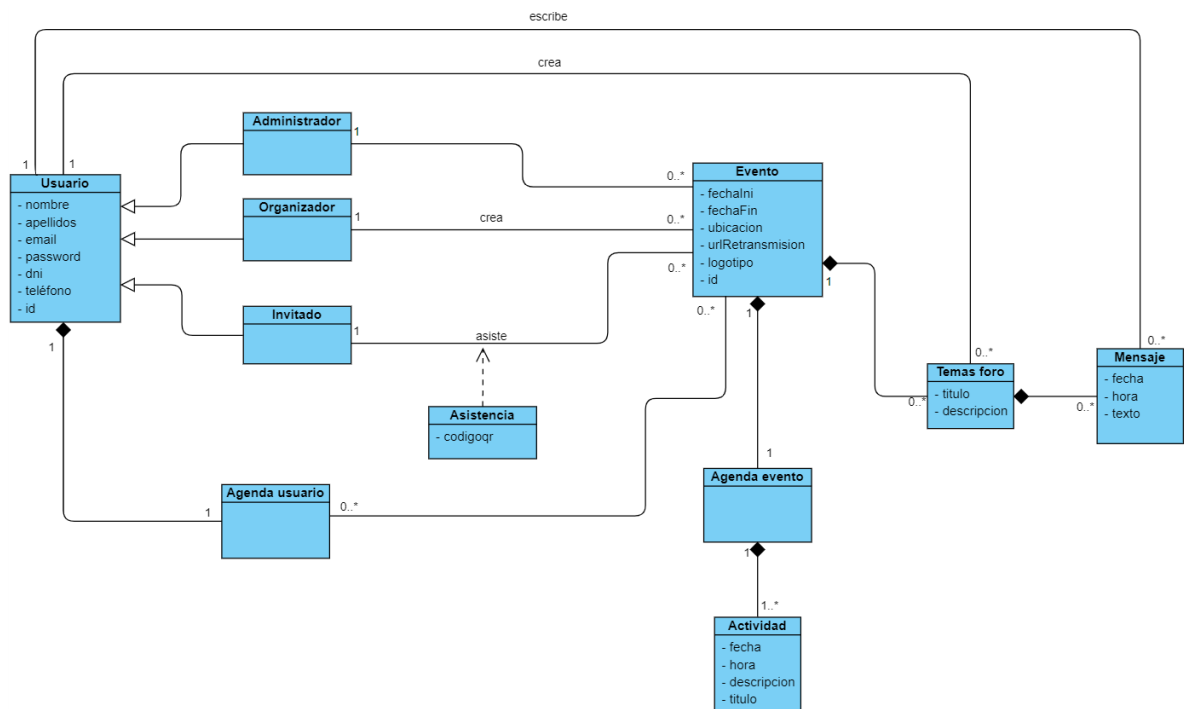 escribe
crea
Administrador
1
1
1
0..*
Usuario
- nombre
- apellidos
- email
- password
- dni
- teléfono
- id
Organizador
1
crea
0..*
Evento
- fechaIni
- fechaFin
- ubicacion
- urlRetransmision
- logotipo
- id
0..*
Invitado
1
asiste
0..*
1
1
0..*
1
Asistencia
- codigoqr
0..*
Temas foro
- titulo
- descripcion
0..*
0..*
Mensaje
- fecha
- hora
- texto
0..*
1
Agenda usuario
1
0..*
Agenda evento
1
1..*
Actividad
- fecha
- hora
- descripcion
- titulo